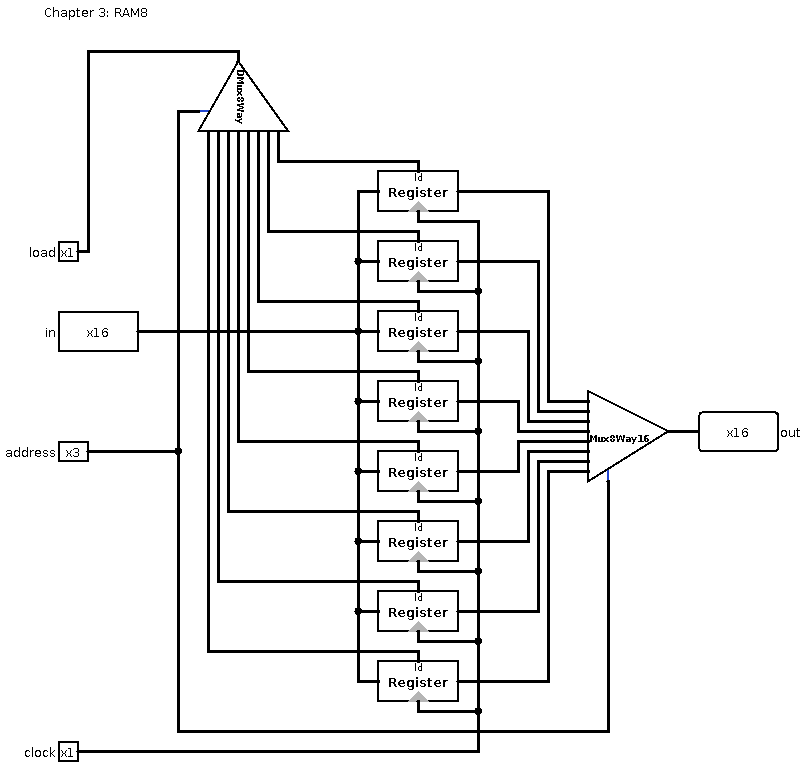 Chapter 3: RAM8
DMux8Way
ld
Register
load x1
ld
Register
in x16
ld
Register
ld
Register
Mux8Way16
x16 out
address x3
ld
Register
ld
Register
ld
Register
ld
Register
clock x1